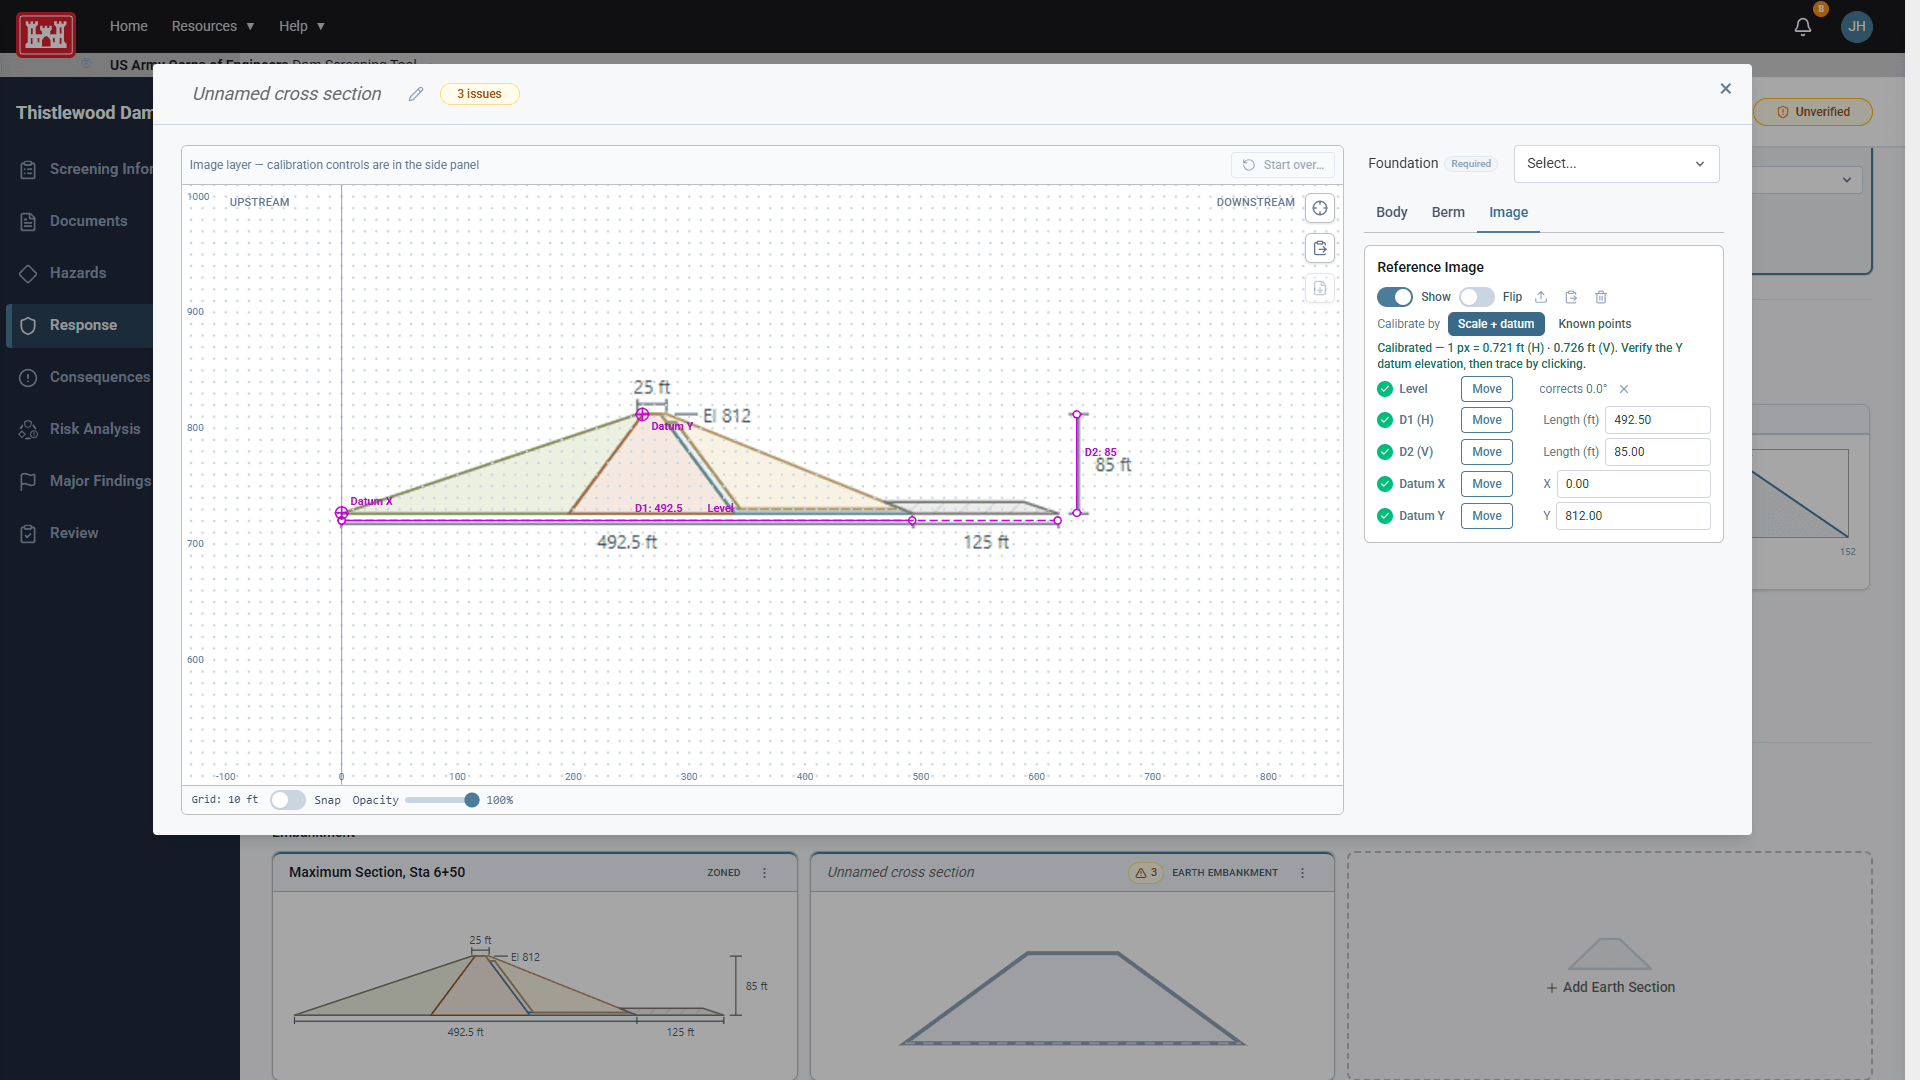 Home
Resources
Help
8
JH
US Army Corps of Engineers Dam Screening Tool
Thistlewood Dam
Unverified
Screening Infor
Documents
Hazards
Response
Consequences
Risk Analysis
Major Findings
Review
Unnamed cross section
3 issues
Image layer — calibration controls are in the side panel
Start over...
UPSTREAM
DOWNSTREAM
1000
900
800
700
600
25 ft
El 812
Datum Y
Datum X
D1: 492.5
Level
D2: 85
85 ft
492.5 ft
125 ft
-100
0
100
200
300
400
500
600
700
800
Grid: 10 ft
Snap
Opacity
100%
Foundation
Required
Select...
Body
Berm
Image
Reference Image
Show
Flip
Calibrate by
Scale + datum
Known points
Calibrated — 1 px = 0.721 ft (H) · 0.726 ft (V). Verify the Y
datum elevation, then trace by clicking.
Level
Move
corrects 0.0°
D1 (H)
Move
Length (ft)
492.50
D2 (V)
Move
Length (ft)
85.00
Datum X
Move
X
0.00
Datum Y
Move
Y
812.00
152
Embankment
Maximum Section, Sta 6+50
ZONED
25 ft
El 812
85 ft
492.5 ft
125 ft
Unnamed cross section
3
EARTH EMBANKMENT
+ Add Earth Section